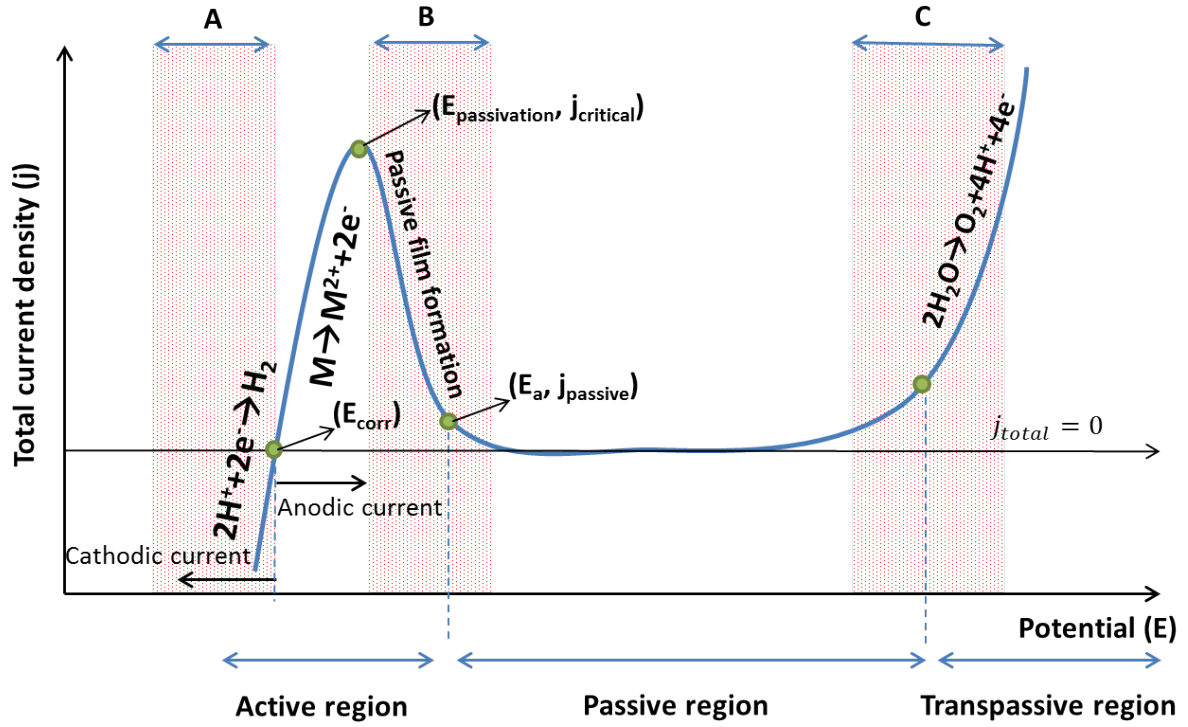 A
B
C
(E_passivation, j_critical)
Total current density (j)
2H⁺+2e⁻→H₂
M→M²⁺+2e⁻
Passive film formation
2H₂O→O₂+4H⁺+4e⁻
(E_a, j_passive)
(E_corr)
j_total = 0
Anodic current
Cathodic current
Potential (E)
Active region
Passive region
Transpassive region